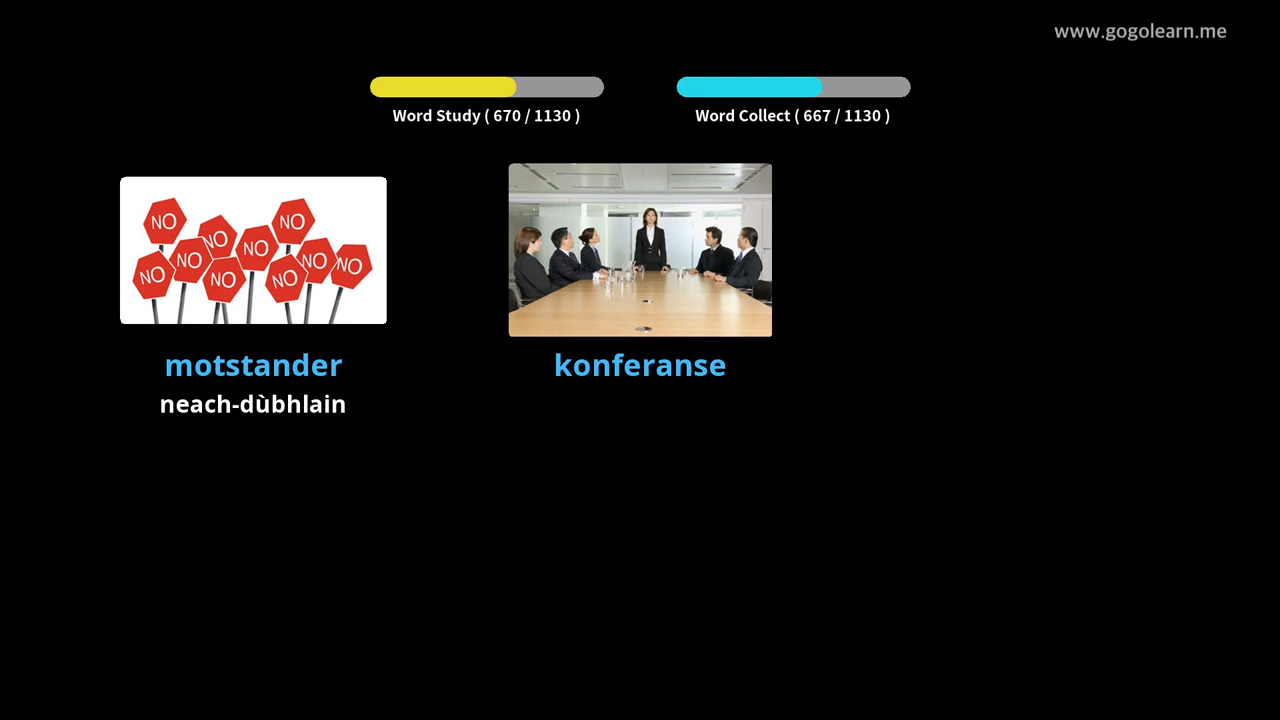 www.gogolearn.me
Word Study ( 670 / 1130 )
Word Collect ( 667 / 1130 )
NO
NO
NO
NO
NO
NO
NO
NO
NO
NO
motstander
neach-dùbhlain
konferanse